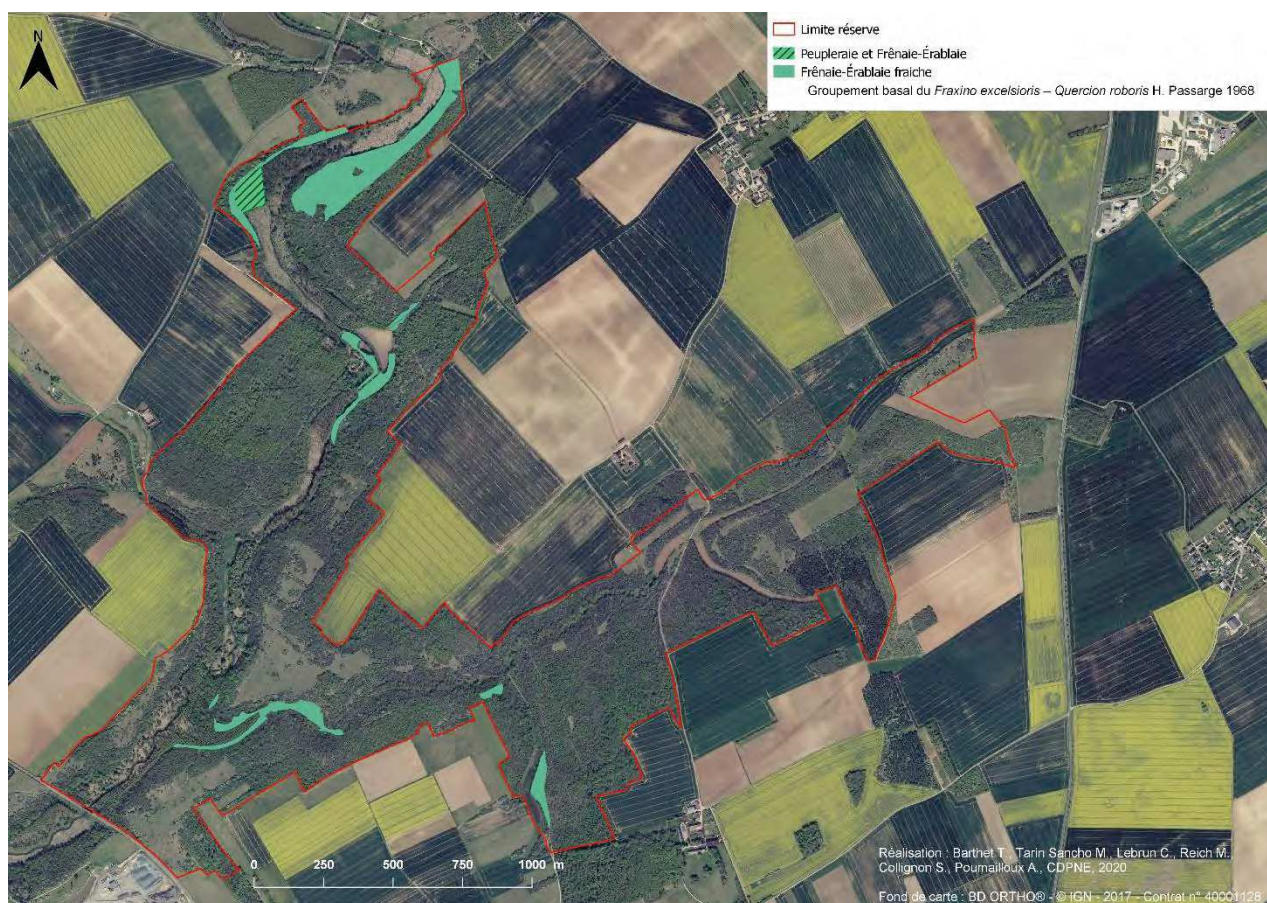 N
Limite réserve
Peupleraie et Frênaie-Érablaie
Frênaie-Érablaie fraiche
Groupement basal du Fraxino excelsioris – Quercion roboris H. Passarge 1968
0 250 500 750 1000 m
Réalisation : Barthet T., Tarin Sancho M., Lebrun C., Reich M.
Collignon S., Poumailloux A., CDPNE, 2020
Fond de carte : BD ORTHO® - © IGN - 2017 - Contrat n° 40001128